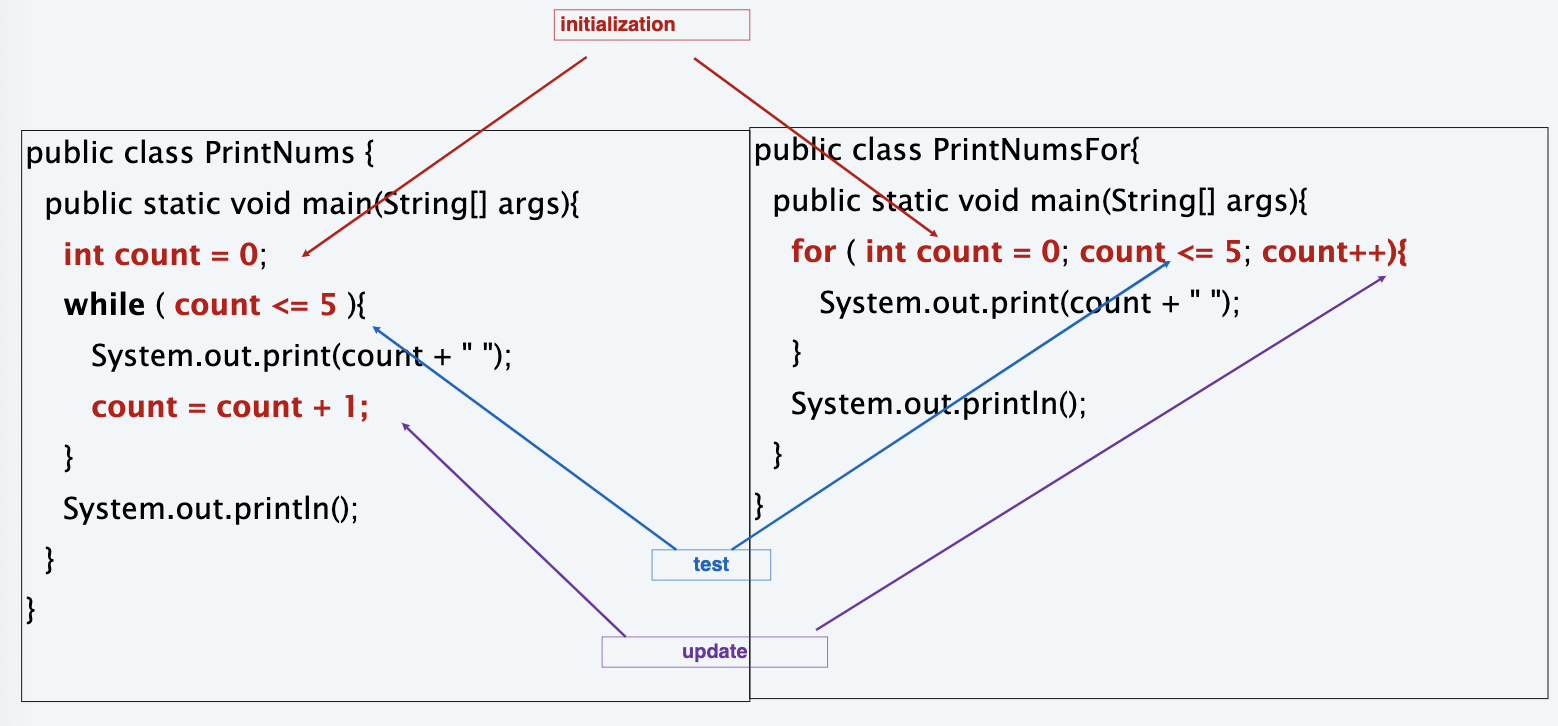 initialization
public class PrintNums {
public static void main(String[] args){
int count = 0;
while ( count <= 5 ){
System.out.print(count + " ");
count = count + 1;
}
System.out.println();
}
}
public class PrintNumsFor{
public static void main(String[] args){
for ( int count = 0; count <= 5; count++){
System.out.print(count + " ");
}
System.out.println();
}
}
test
update